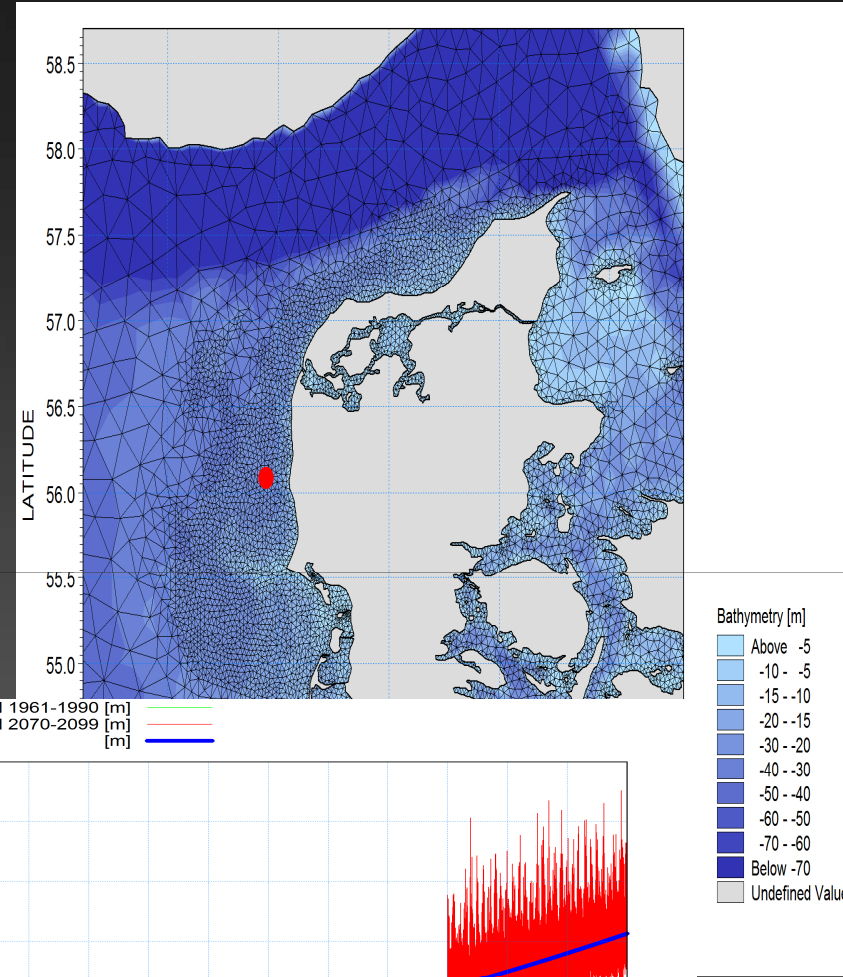 58.5
58.0
57.5
57.0
56.5
LATITUDE
56.0
55.5
55.0
Bathymetry [m]
Above -5
-10 - -5
-15 - -10
-20 - -15
-30 - -20
-40 - -30
-50 - -40
-60 - -50
-70 - -60
Below -70
Undefined Value
1961-1990 [m]
2070-2099 [m]
[m]